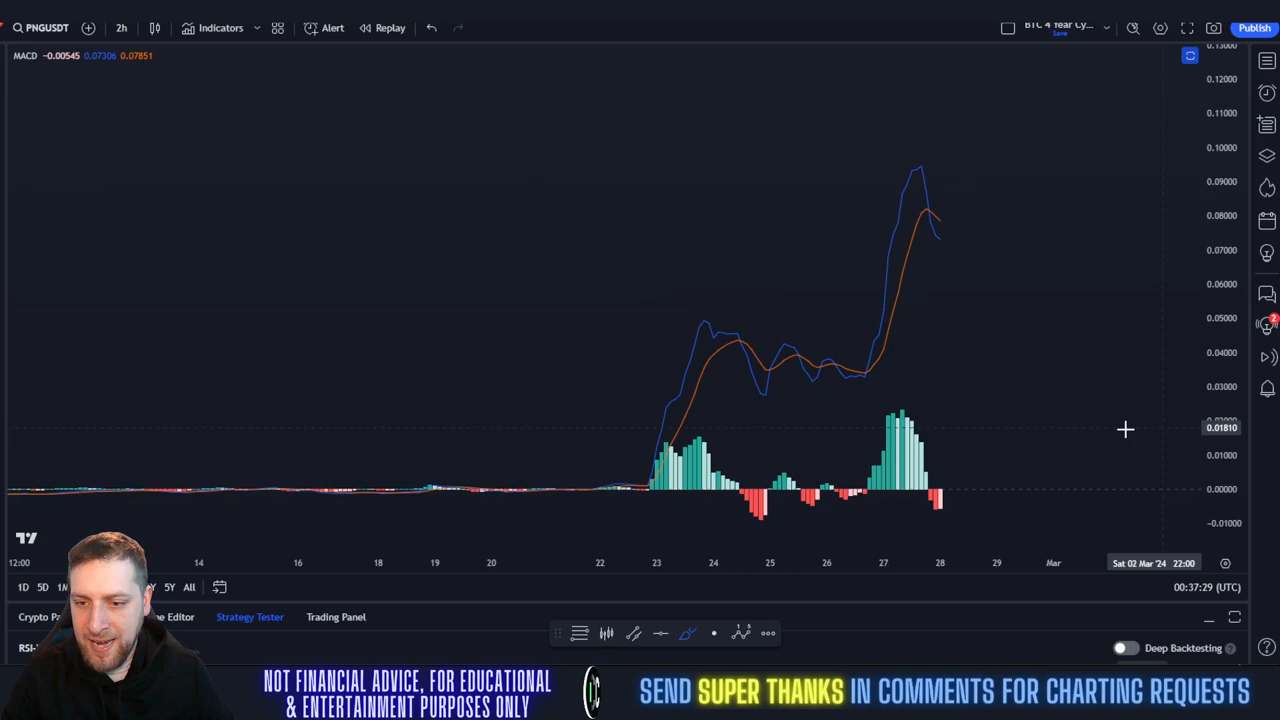 PNGUSDT
2h
Indicators
Alert
Replay
BTC 4 Year Cy...
Save
Publish
MACD -0.00545 0.07306 0.07851
0.13000
0.12000
0.11000
0.10000
0.09000
0.08000
0.07000
0.06000
0.05000
0.04000
0.03000
0.01810
0.01000
0.00000
-0.01000
2
12:00 14 16 18 19 20 22 23 24 25 26 27 28 29 Mar Sat 02 Mar '24 22:00
1D 5D 5Y All
00:37:29 (UTC)
Strategy Tester
Editor
Trading Panel
Deep Backtesting
NOT FINANCIAL ADVICE, FOR EDUCATIONAL
& ENTERTAINMENT PURPOSES ONLY
SEND SUPER THANKS IN COMMENTS FOR CHARTING REQUESTS